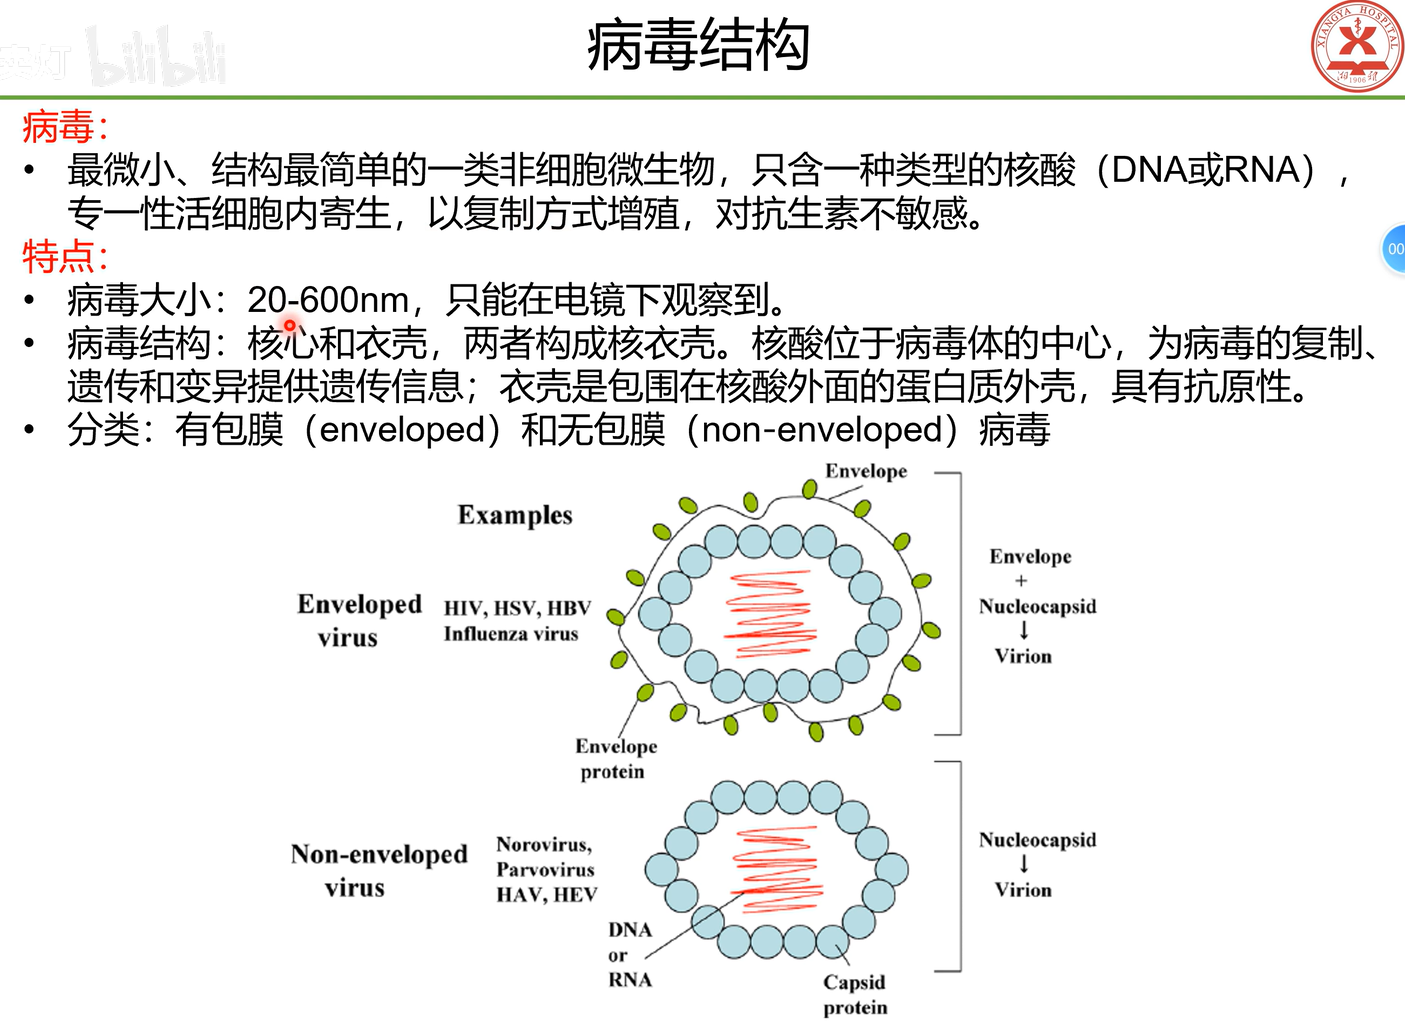 病毒结构
XIANGYA HOSPITAL
1906
bilibili
病毒：
• 最微小、结构最简单的一类非细胞微生物，只含一种类型的核酸（DNA或RNA），
专一性活细胞内寄生，以复制方式增殖，对抗生素不敏感。
特点：
00
• 病毒大小：20-600nm，只能在电镜下观察到。
• 病毒结构：核心和衣壳，两者构成核衣壳。核酸位于病毒体的中心，为病毒的复制、
遗传和变异提供遗传信息；衣壳是包围在核酸外面的蛋白质外壳，具有抗原性。
• 分类：有包膜（enveloped）和无包膜（non-enveloped）病毒
Envelope
Examples
Enveloped
virus
HIV, HSV, HBV
Influenza virus
Envelope
+
Nucleocapsid
↓
Virion
Envelope
protein
Non-enveloped
virus
Norovirus,
Parvovirus
HAV, HEV
Nucleocapsid
↓
Virion
DNA
or
RNA
Capsid
protein